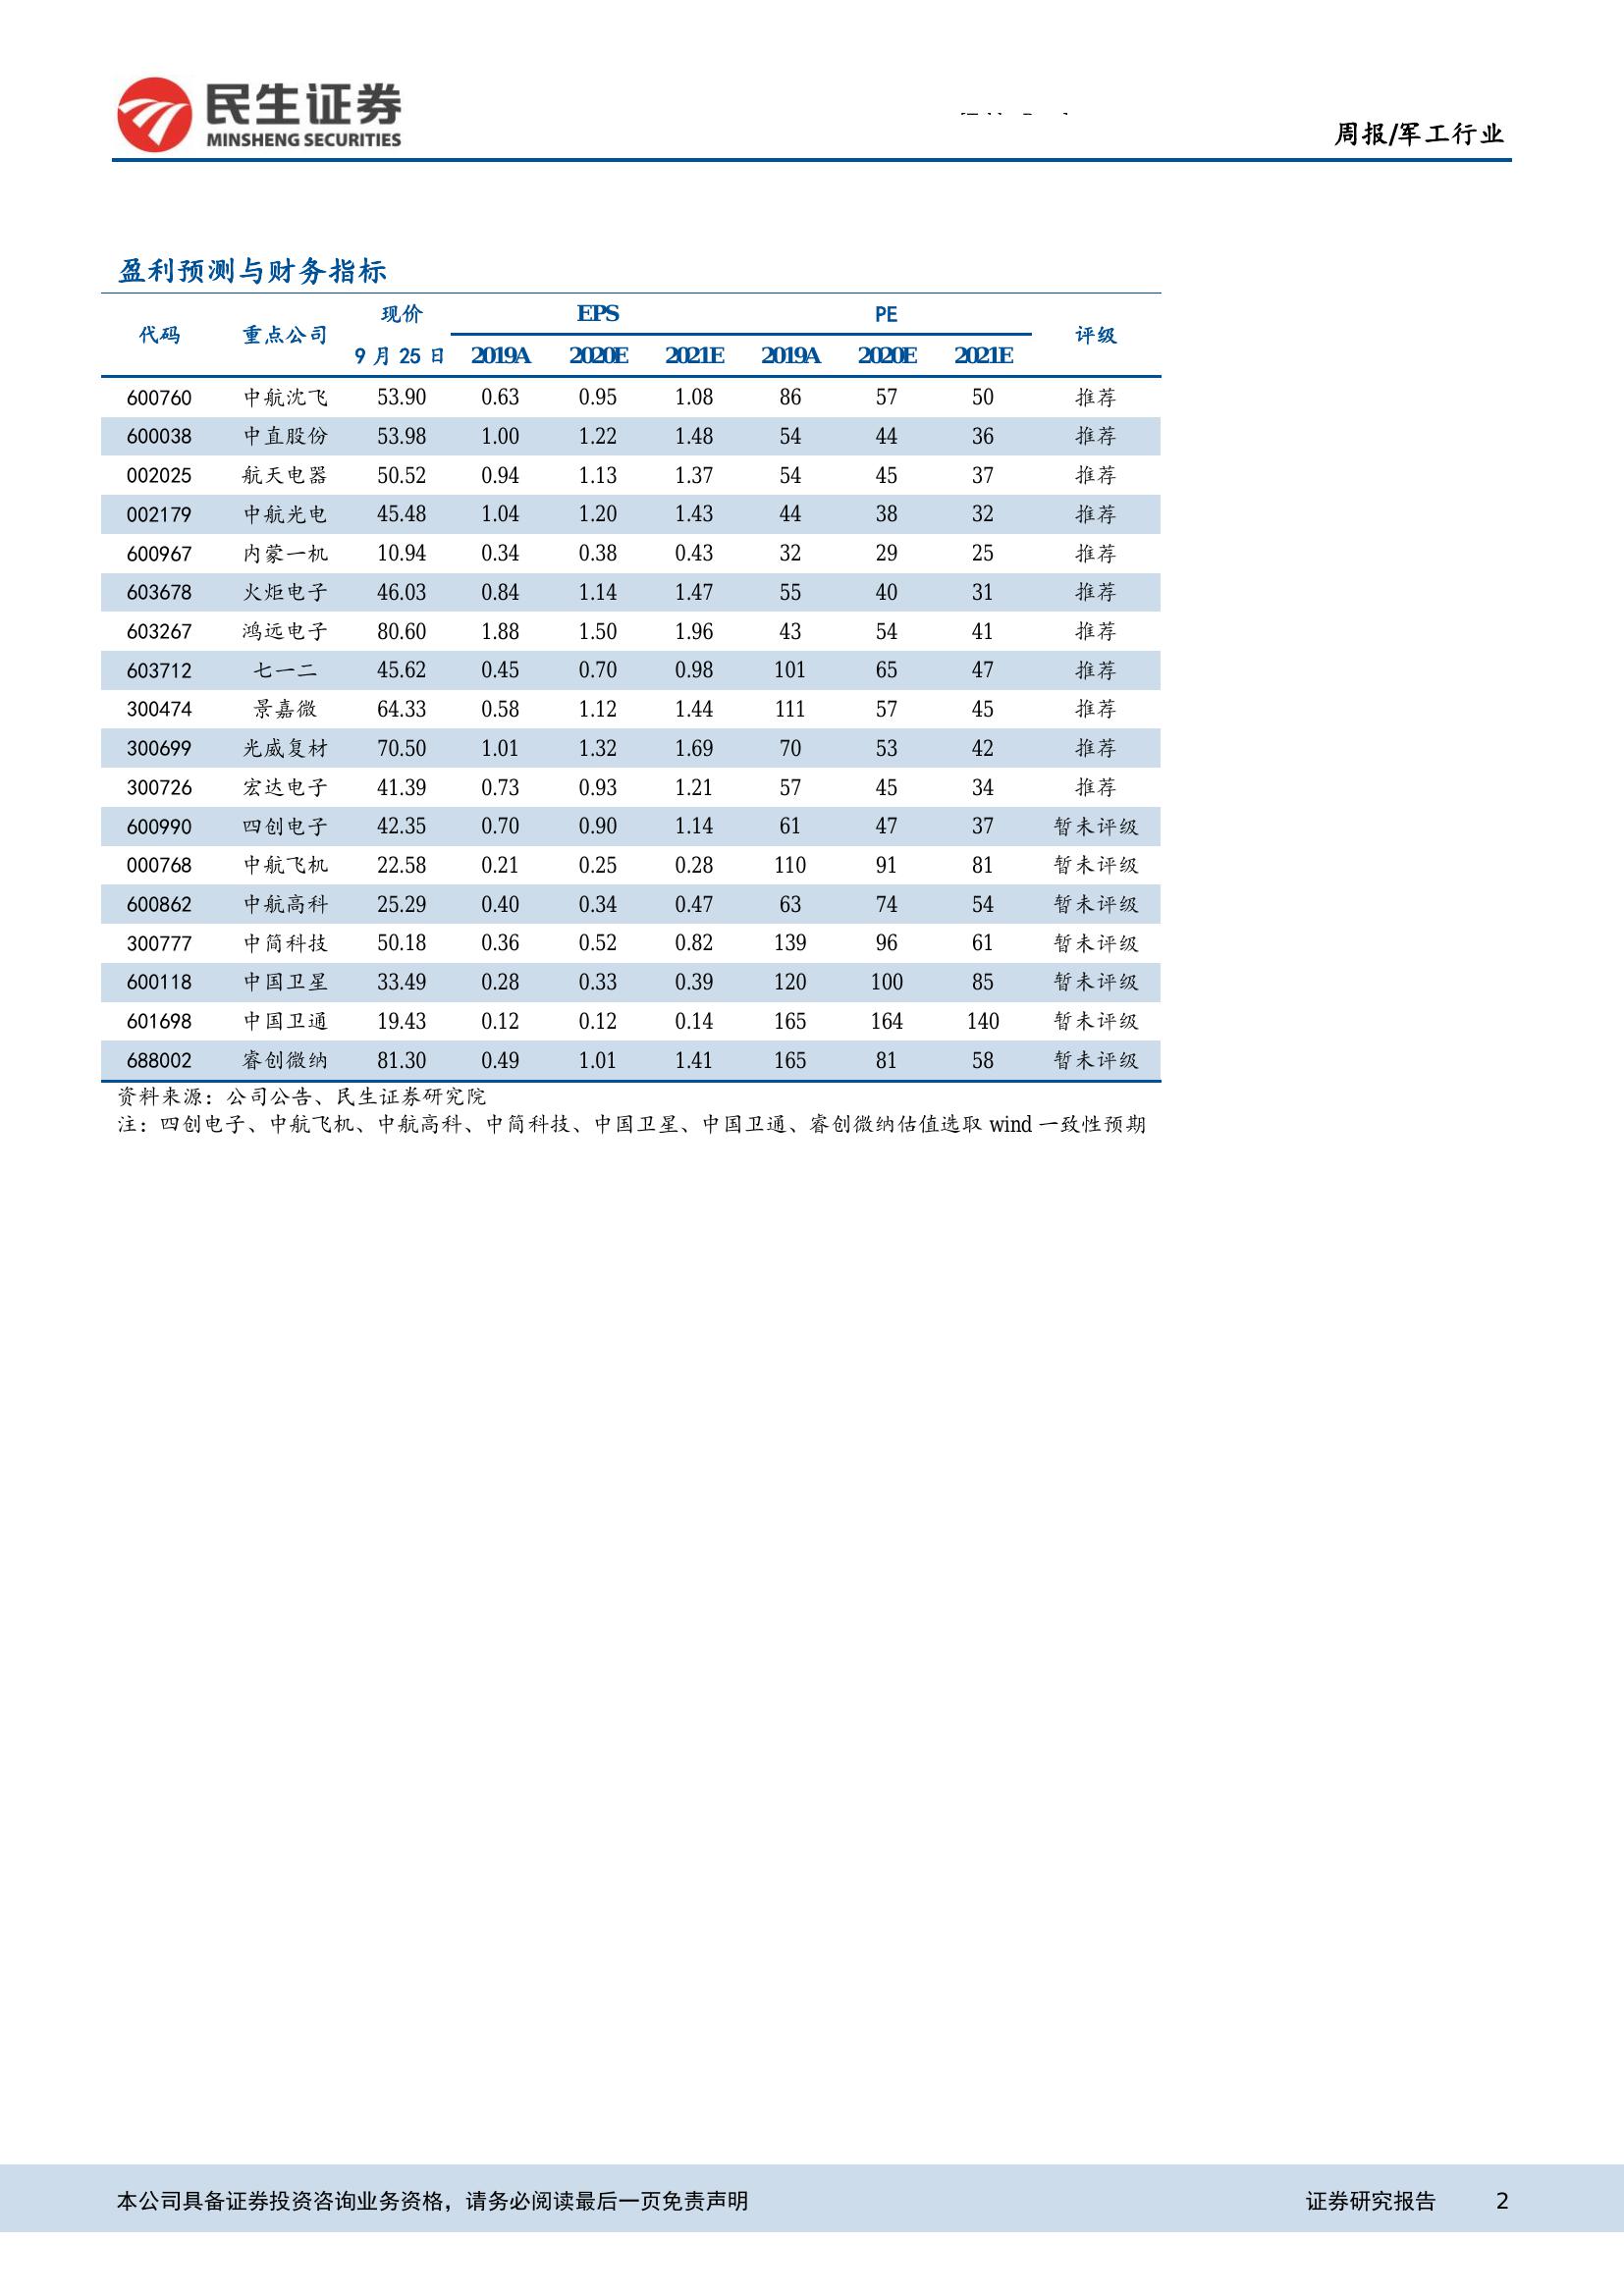 民生证券
MINSHENG SECURITIES
周报/军工行业
盈利预测与财务指标
代码 重点公司 现价 EPS PE 评级
9 月 25 日 2019A 2020E 2021E 2019A 2020E 2021E
600760 中航沈飞 53.90 0.63 0.95 1.08 86 57 50 推荐
600038 中直股份 53.98 1.00 1.22 1.48 54 44 36 推荐
002025 航天电器 50.52 0.94 1.13 1.37 54 45 37 推荐
002179 中航光电 45.48 1.04 1.20 1.43 44 38 32 推荐
600967 内蒙一机 10.94 0.34 0.38 0.43 32 29 25 推荐
603678 火炬电子 46.03 0.84 1.14 1.47 55 40 31 推荐
603267 鸿远电子 80.60 1.88 1.50 1.96 43 54 41 推荐
603712 七一二 45.62 0.45 0.70 0.98 101 65 47 推荐
300474 景嘉微 64.33 0.58 1.12 1.44 111 57 45 推荐
300699 光威复材 70.50 1.01 1.32 1.69 70 53 42 推荐
300726 宏达电子 41.39 0.73 0.93 1.21 57 45 34 推荐
600990 四创电子 42.35 0.70 0.90 1.14 61 47 37 暂未评级
000768 中航飞机 22.58 0.21 0.25 0.28 110 91 81 暂未评级
600862 中航高科 25.29 0.40 0.34 0.47 63 74 54 暂未评级
300777 中简科技 50.18 0.36 0.52 0.82 139 96 61 暂未评级
600118 中国卫星 33.49 0.28 0.33 0.39 120 100 85 暂未评级
601698 中国卫通 19.43 0.12 0.12 0.14 165 164 140 暂未评级
688002 睿创微纳 81.30 0.49 1.01 1.41 165 81 58 暂未评级
资料来源：公司公告、民生证券研究院
注：四创电子、中航飞机、中航高科、中简科技、中国卫星、中国卫通、睿创微纳估值选取 wind 一致性预期
本公司具备证券投资咨询业务资格，请务必阅读最后一页免责声明 证券研究报告 2